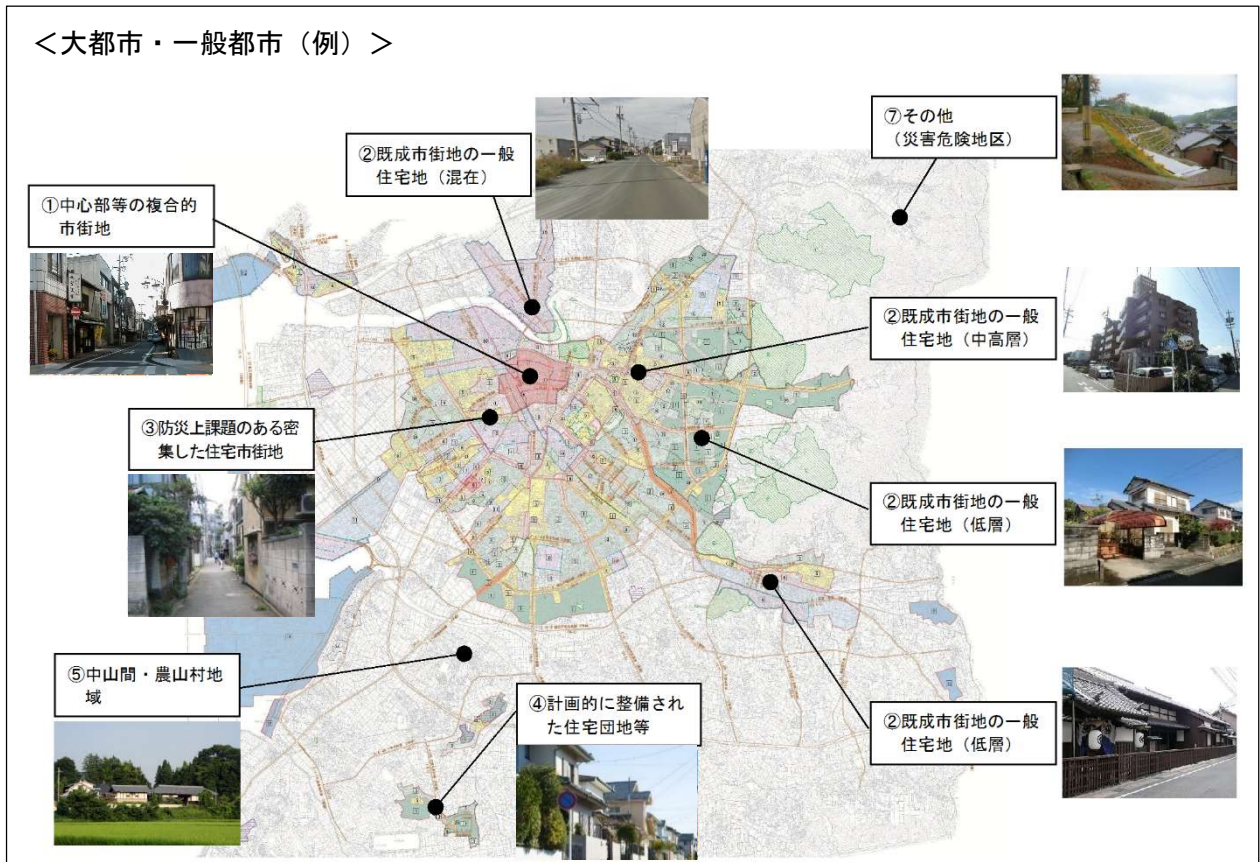 ＜大都市・一般都市（例）＞
②既成市街地の一般
住宅地（混在）
⑦その他
（災害危険地区）
①中心部等の複合的
市街地
②既成市街地の一般
住宅地（中高層）
③防災上課題のある密
集した住宅市街地
②既成市街地の一般
住宅地（低層）
⑤中山間・農山村地
域
④計画的に整備され
た住宅団地等
②既成市街地の一般
住宅地（低層）